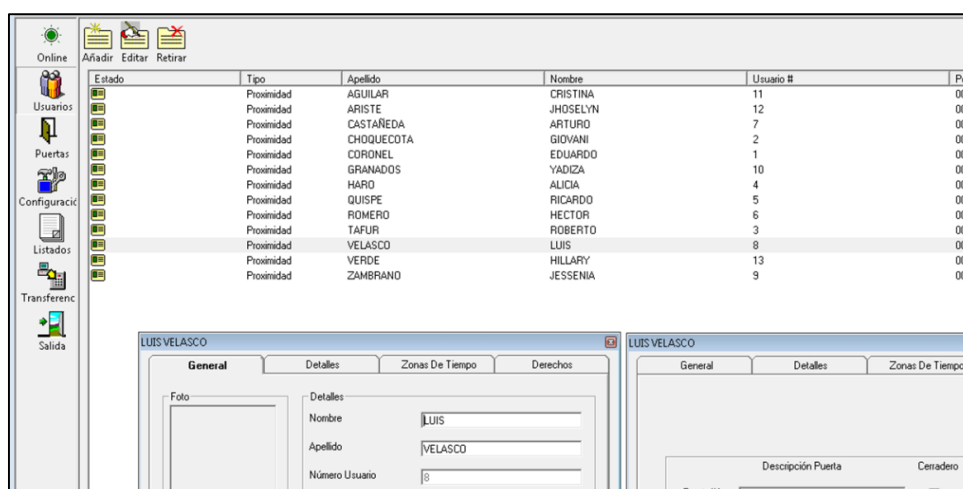 Online
Añadir Editar Retirar
Usuarios
Puertas
Configuració
Listados
Transferenc
Salida
Estado Tipo Apellido Nombre Usuario #
Proximidad AGUILAR CRISTINA 11
Proximidad ARISTE JHOSELYN 12
Proximidad CASTAÑEDA ARTURO 7
Proximidad CHOQUECOTA GIOVANI 2
Proximidad CORONEL EDUARDO 1
Proximidad GRANADOS YADIZA 10
Proximidad HARO ALICIA 4
Proximidad QUISPE RICARDO 5
Proximidad ROMERO HECTOR 6
Proximidad TAFUR ROBERTO 3
Proximidad VELASCO LUIS 8
Proximidad VERDE HILLARY 13
Proximidad ZAMBRANO JESSENIA 9
LUIS VELASCO
General Detalles Zonas De Tiempo Derechos
Foto
Detalles
Nombre LUIS
Apellido VELASCO
Número Usuario 8
LUIS VELASCO
General Detalles Zonas De Tiempo
Descripción Puerta Cerradero